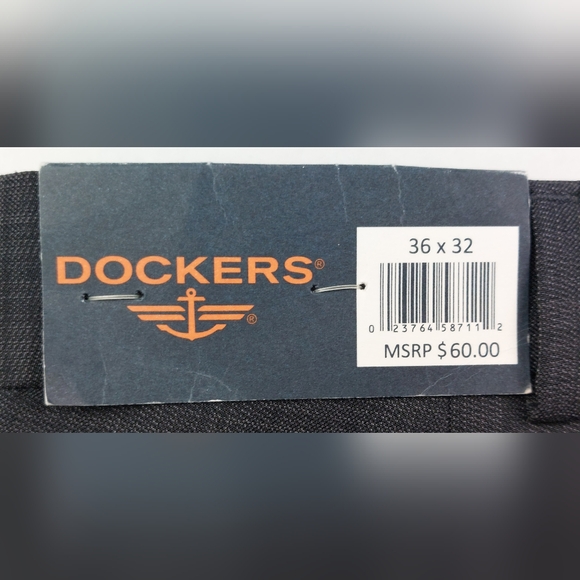 DOCKERS®
®
36 x 32
0 23764 58711 2
MSRP $60.00